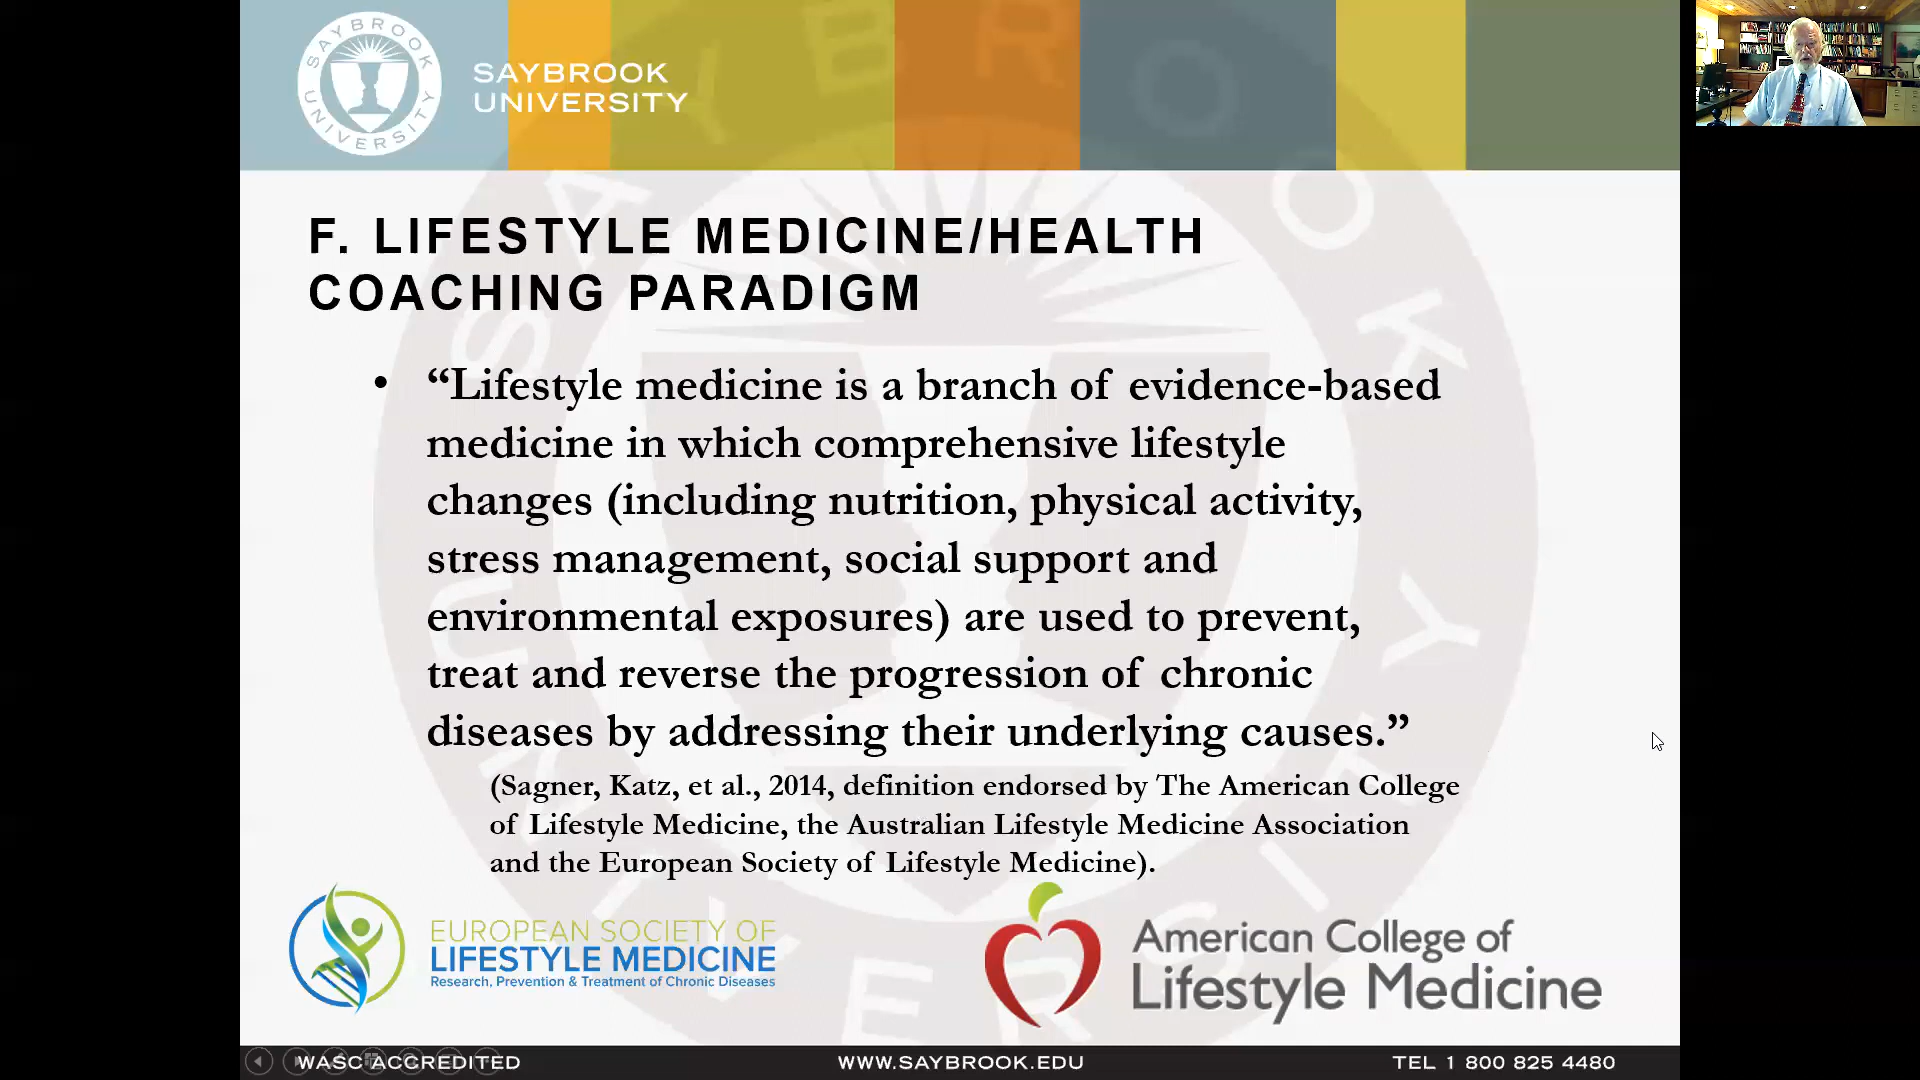 SAYBROOK UNIVERSITY
SAYBROOK
UNIVERSITY
F. LIFESTYLE MEDICINE/HEALTH
COACHING PARADIGM
• “Lifestyle medicine is a branch of evidence-based
medicine in which comprehensive lifestyle
changes (including nutrition, physical activity,
stress management, social support and
environmental exposures) are used to prevent,
treat and reverse the progression of chronic
diseases by addressing their underlying causes.”
(Sagner, Katz, et al., 2014, definition endorsed by The American College
of Lifestyle Medicine, the Australian Lifestyle Medicine Association
and the European Society of Lifestyle Medicine).
EUROPEAN SOCIETY OF
LIFESTYLE MEDICINE
Research, Prevention & Treatment of Chronic Diseases
American College of
Lifestyle Medicine
WASC ACCREDITED
WWW.SAYBROOK.EDU
TEL 1 800 825 4480